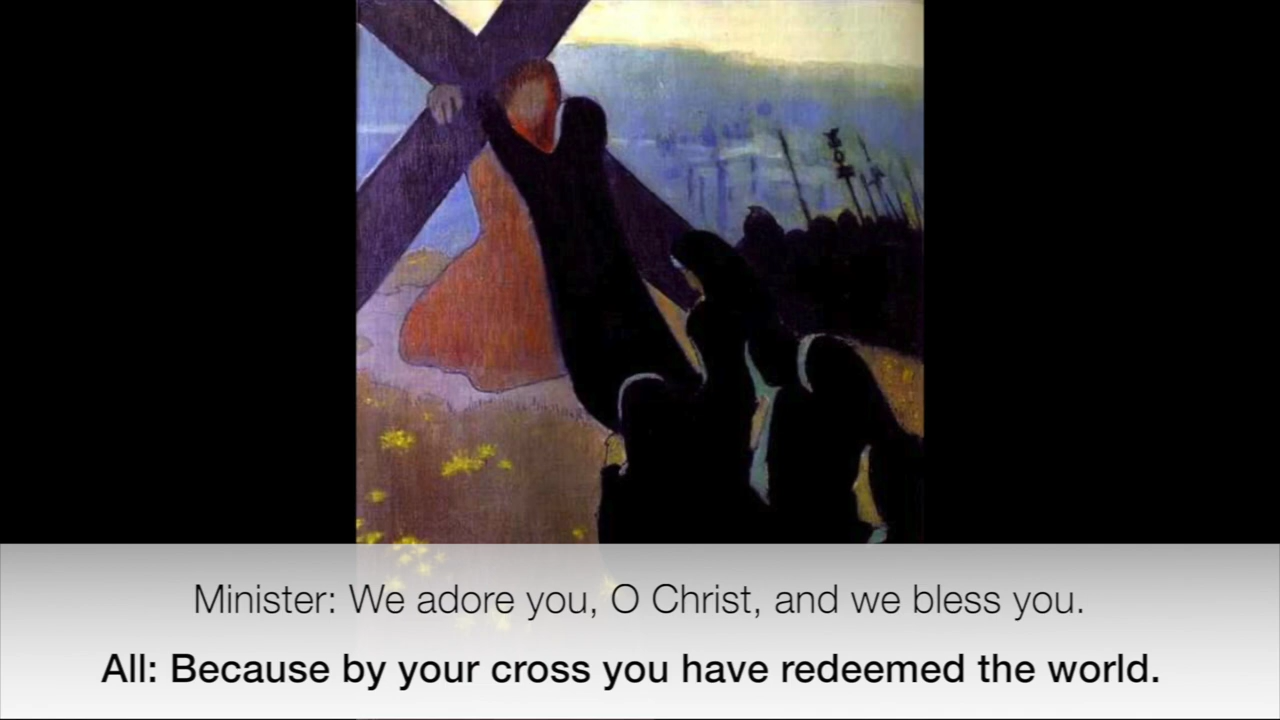 Minister: We adore you, O Christ, and we bless you.
All: Because by your cross you have redeemed the world.